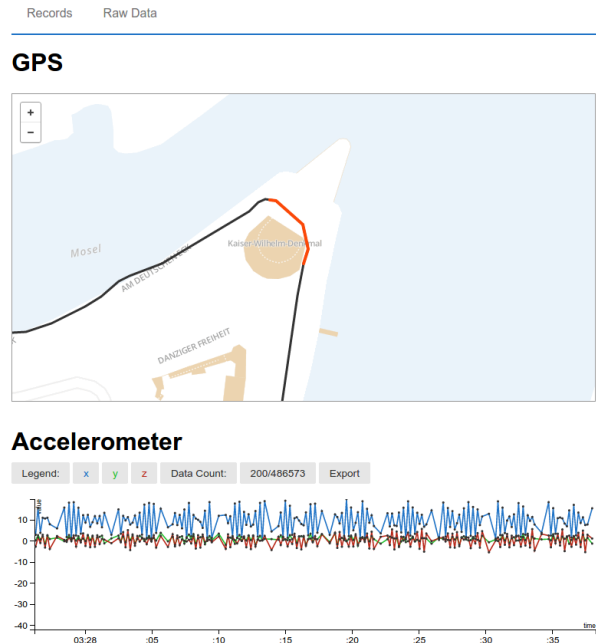 Records Raw Data
GPS
+
−
Mosel
Kaiser-Wilhelm-Denkmal
AM DEUTSCHEN ECK
DANZIGER FREIHEIT
Accelerometer
Legend: x y z Data Count: 200/486573 Export
value
10
0
-10
-20
-30
-40
time
03:28 :05 :10 :15 :20 :25 :30 :35